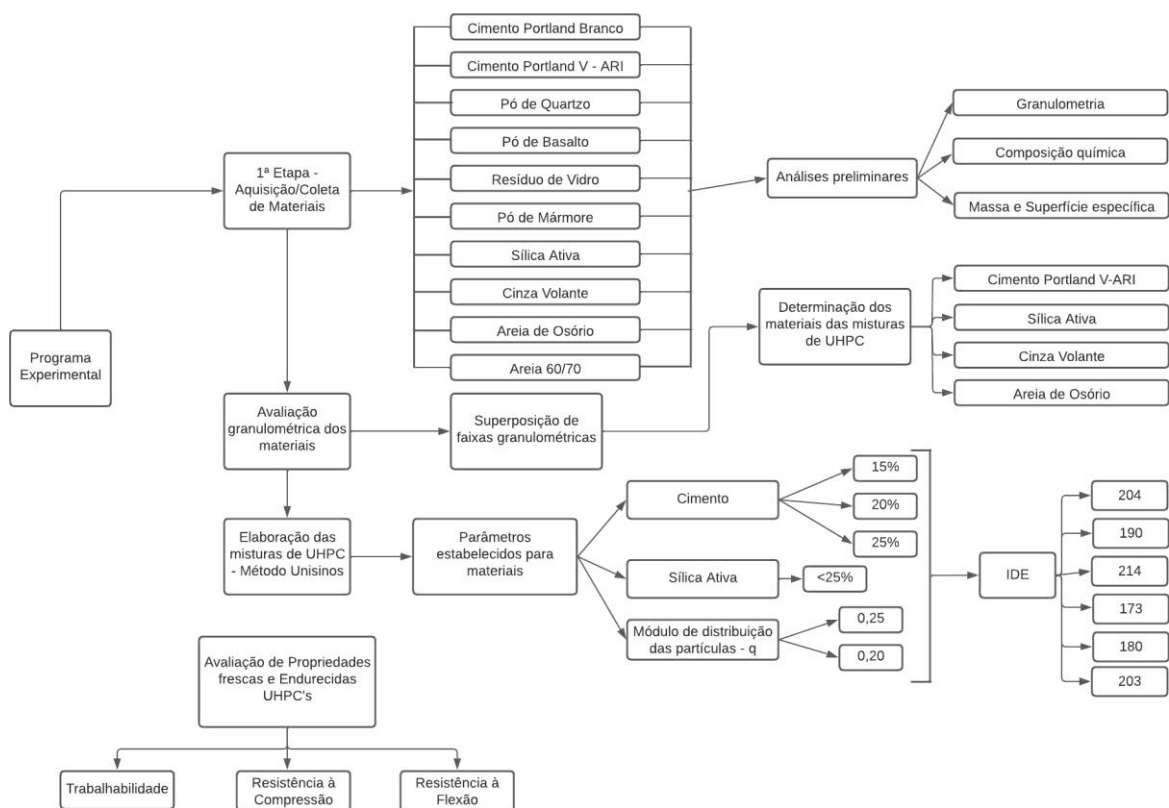 Programa
Experimental
1ª Etapa -
Aquisição/Coleta
de Materiais
Cimento Portland Branco
Cimento Portland V - ARI
Pó de Quartzo
Pó de Basalto
Resíduo de Vidro
Pó de Mármore
Sílica Ativa
Cinza Volante
Areia de Osório
Areia 60/70
Análises preliminares
Granulometria
Composição química
Massa e Superfície específica
Avaliação
granulométrica dos
materiais
Superposição de
faixas granulométricas
Determinação dos
materiais das misturas
de UHPC
Cimento Portland V-ARI
Sílica Ativa
Cinza Volante
Areia de Osório
Elaboração das
misturas de UHPC
- Método Unisinos
Parâmetros
estabelecidos para
materiais
Cimento
15%
20%
25%
Sílica Ativa
<25%
Módulo de distribuição
das partículas - q
0,25
0,20
IDE
204
190
214
173
180
203
Avaliação de Propriedades
frescas e Endurecidas
UHPC's
Trabalhabilidade
Resistência à
Compressão
Resistência à
Flexão